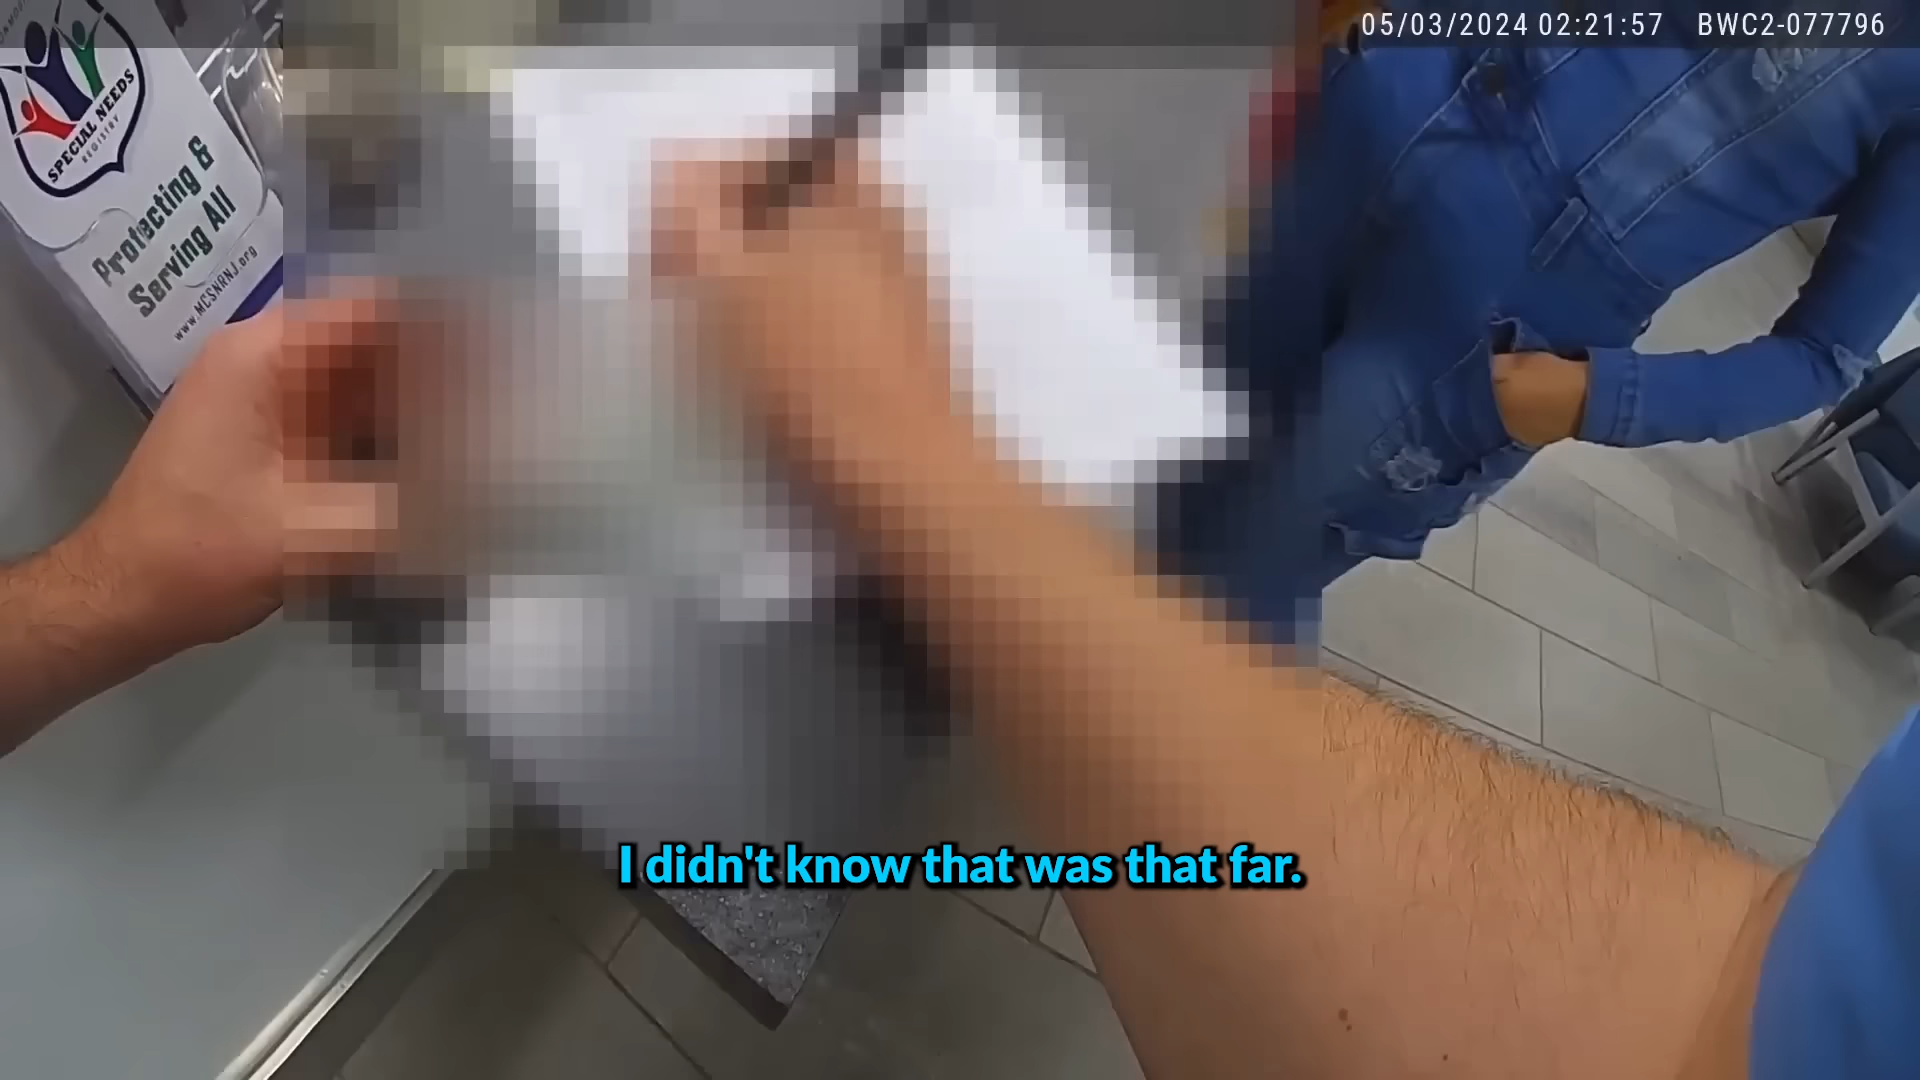 05/03/2024 02:21:57 BWC2-077796
SPECIAL NEEDS
REGISTRY
Protecting &
Serving All
www.MCSNRNJ.org
I didn't know that was that far.